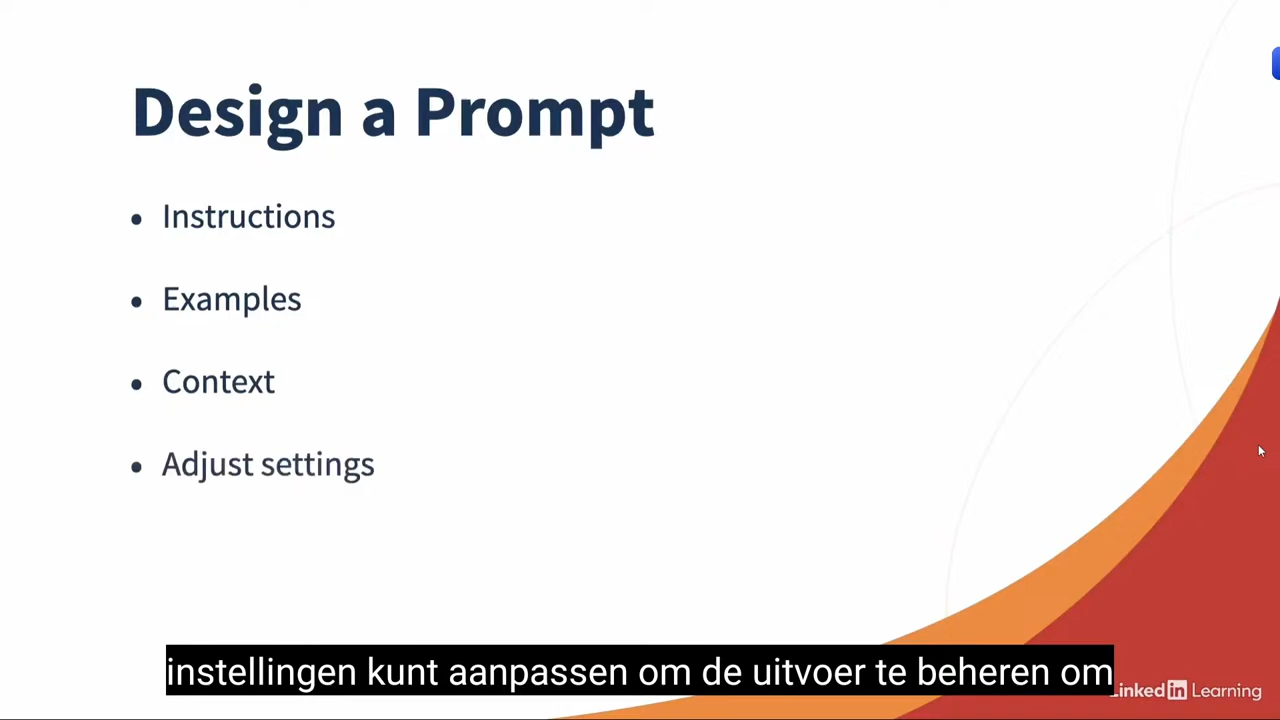 Design a Prompt
• Instructions
• Examples
• Context
• Adjust settings
instellingen kunt aanpassen om de uitvoer te beheren om
Linked in Learning